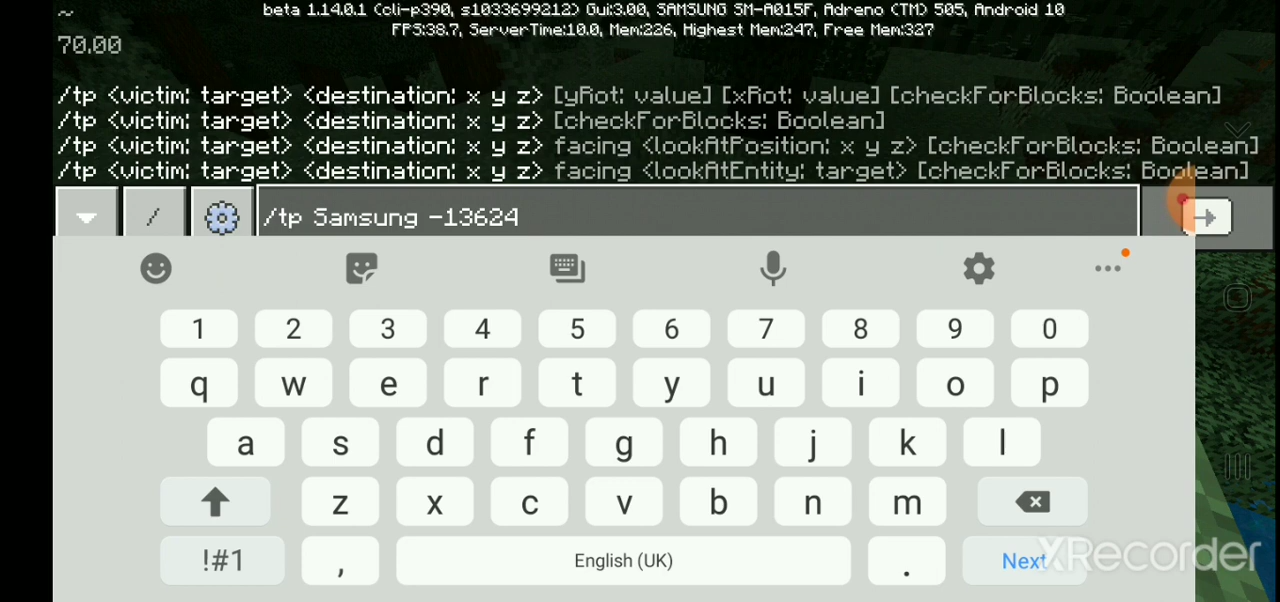 beta 1.14.0.1 (cli-p390, s1033699212) Gui:3.00, SAMSUNG SM-A015F, Adreno (TM) 505, Android 10
FPS:38.7, ServerTime:10.0, Mem:226, Highest Mem:247, Free Mem:327
~
70.00
/tp <victim: target> <destination: x y z> [yRot: value] [xRot: value] [checkForBlocks: Boolean]
/tp <victim: target> <destination: x y z> [checkForBlocks: Boolean]
/tp <victim: target> <destination: x y z> facing <lookAtPosition: x y z> [checkForBlocks: Boolean]
/tp <victim: target> <destination: x y z> facing <lookAtEntity: target> [checkForBlocks: Boolean]
/ /tp Samsung -13624
1 2 3 4 5 6 7 8 9 0
q w e r t y u i o p
a s d f g h j k l
z x c v b n m
!#1 , English (UK) . Next
XRecorder